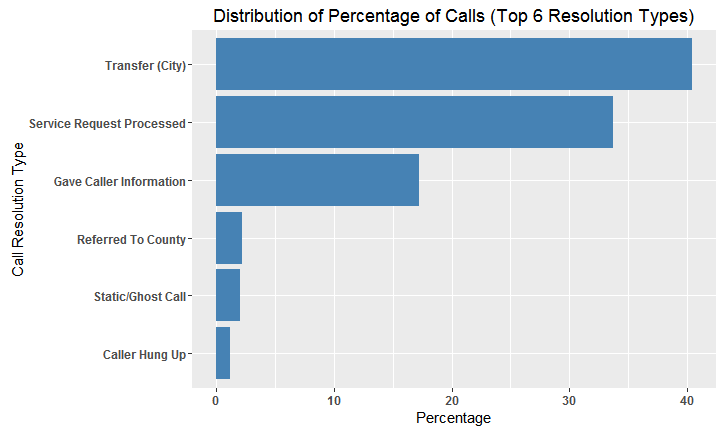 Distribution of Percentage of Calls (Top 6 Resolution Types)
Call Resolution Type
Transfer (City)
Service Request Processed
Gave Caller Information
Referred To County
Static/Ghost Call
Caller Hung Up
0 10 20 30 40
Percentage